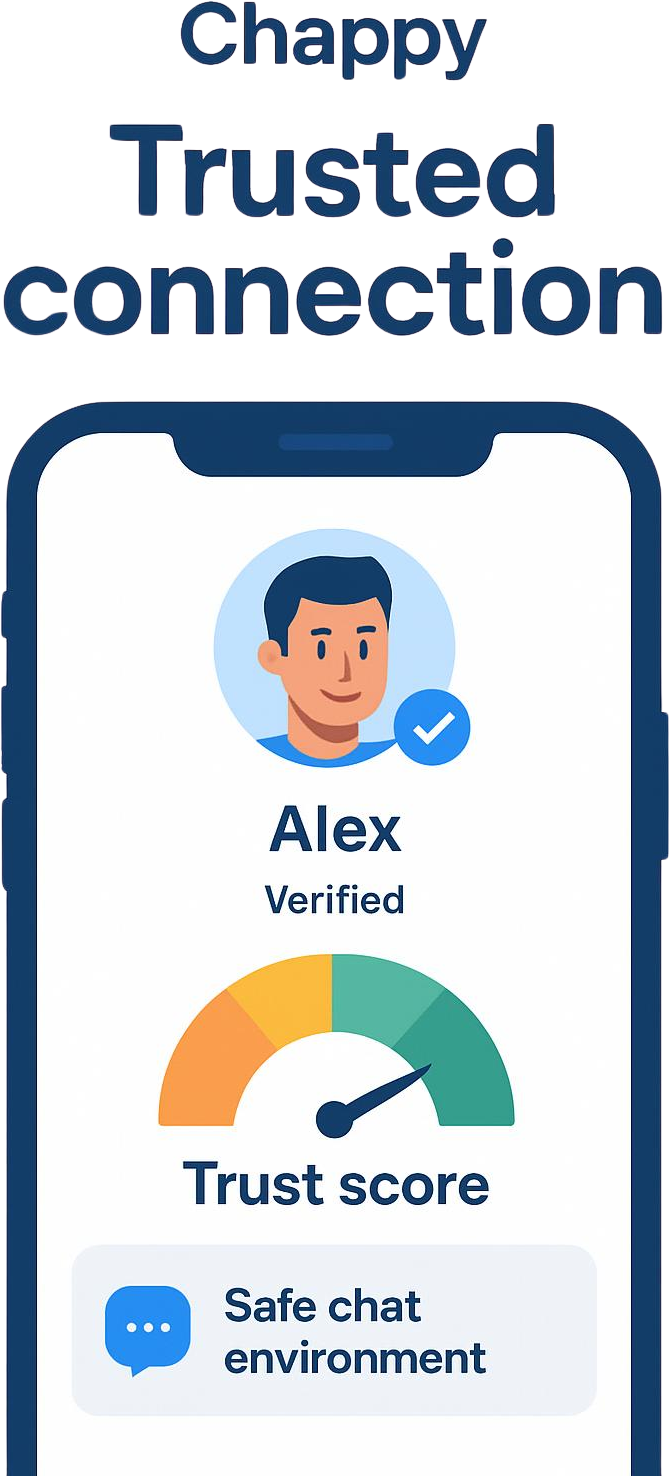 Chappy
Trusted
connection
Alex
Verified
Trust score
Safe chat
environment